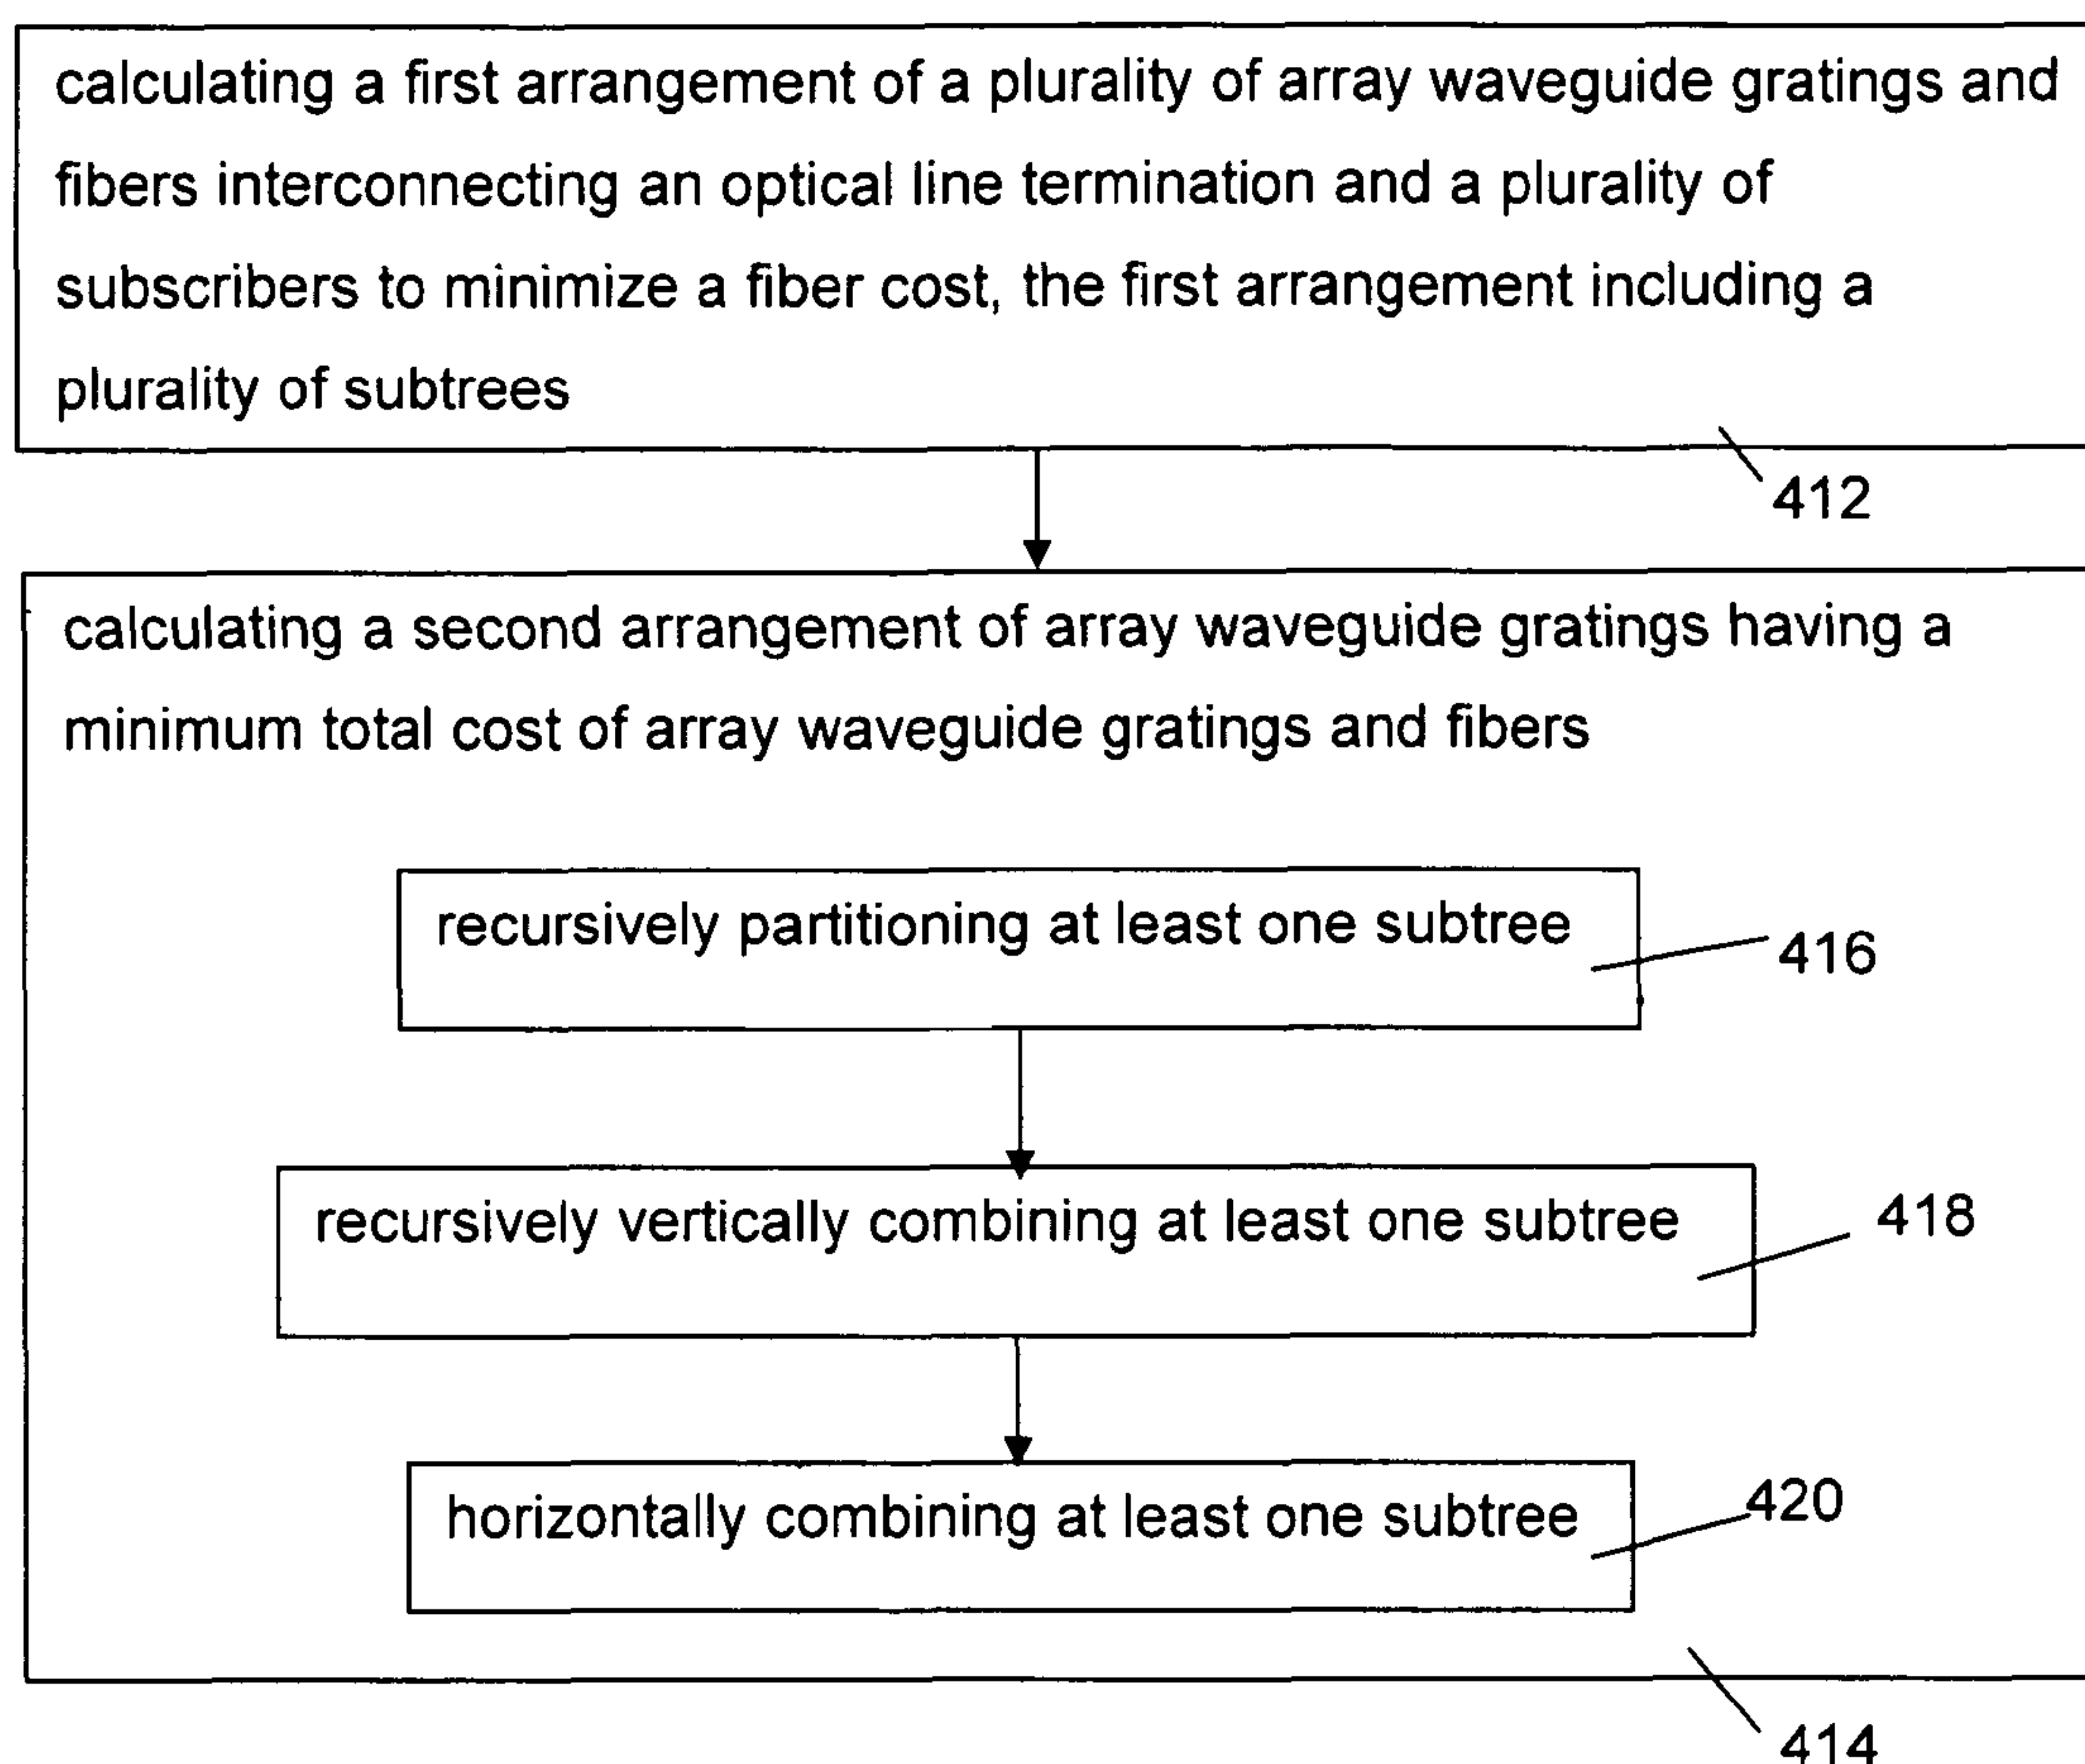 calculating a first arrangement of a plurality of array waveguide gratings and
fibers interconnecting an optical line termination and a plurality of
subscribers to minimize a fiber cost, the first arrangement including a
plurality of subtrees
412
calculating a second arrangement of array waveguide gratings having a
minimum total cost of array waveguide gratings and fibers
recursively partitioning at least one subtree
416
recursively vertically combining at least one subtree
418
horizontally combining at least one subtree
420
414